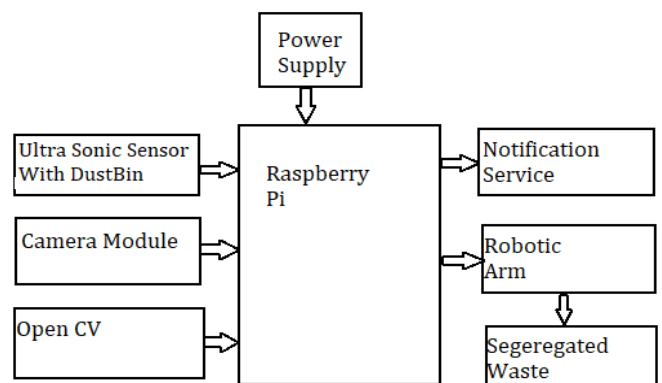 Power
Supply
Ultra Sonic Sensor
With DustBin
Raspberry
Pi
Notification
Service
Camera Module
Robotic
Arm
Open CV
Segeregated
Waste